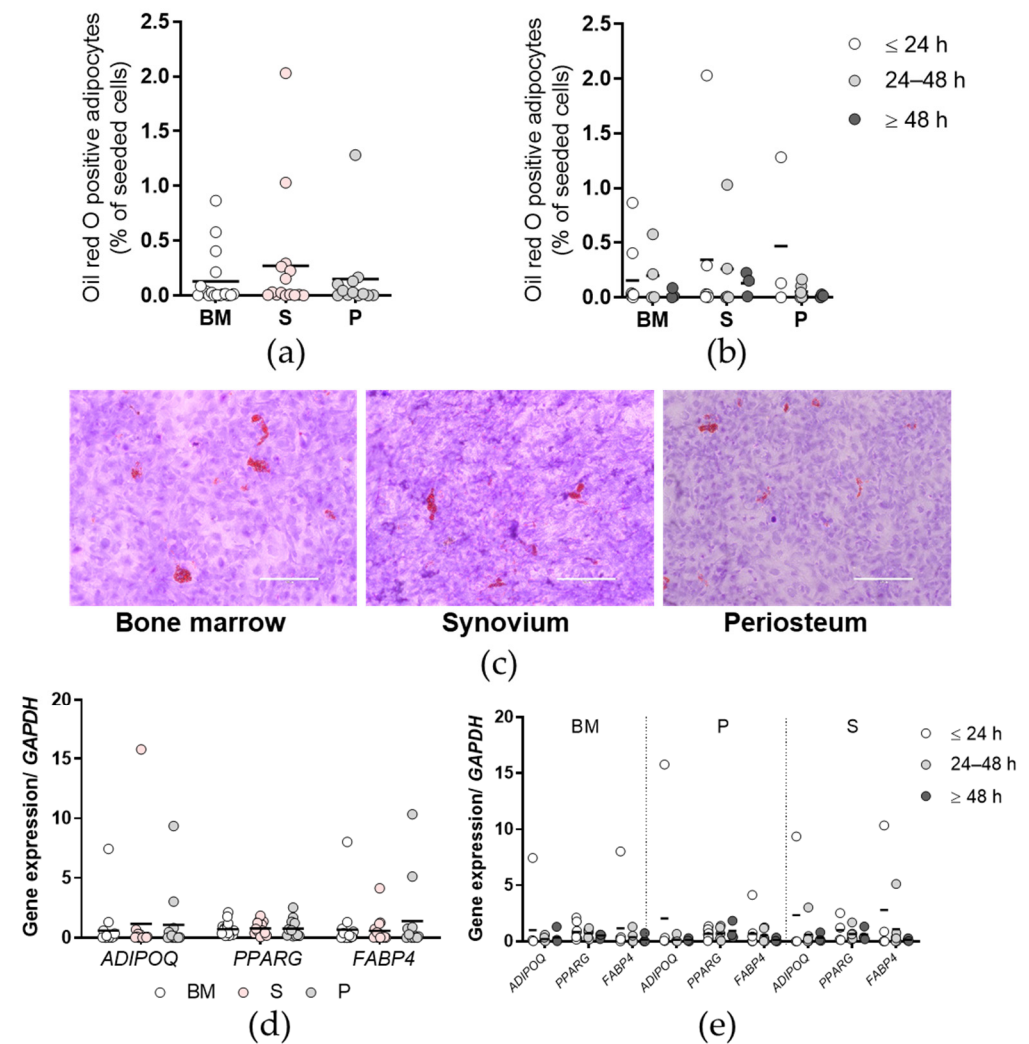 Oil red O positive adipocytes
(% of seeded cells)
2.5
2.0
1.5
1.0
0.5
0.0
BM S P
(a)
Oil red O positive adipocytes
(% of seeded cells)
2.5
2.0
1.5
1.0
0.5
0.0
BM S P
≤ 24 h
24–48 h
≥ 48 h
(b)
Bone marrow Synovium Periosteum
(c)
Gene expression/ GAPDH
20
15
10
5
0
ADIPOQ PPARG FABP4
BM S P
(d)
Gene expression/ GAPDH
20
15
10
5
0
BM P S
ADIPOQ PPARG FABP4 ADIPOQ PPARG FABP4 ADIPOQ PPARG FABP4
≤ 24 h
24–48 h
≥ 48 h
(e)